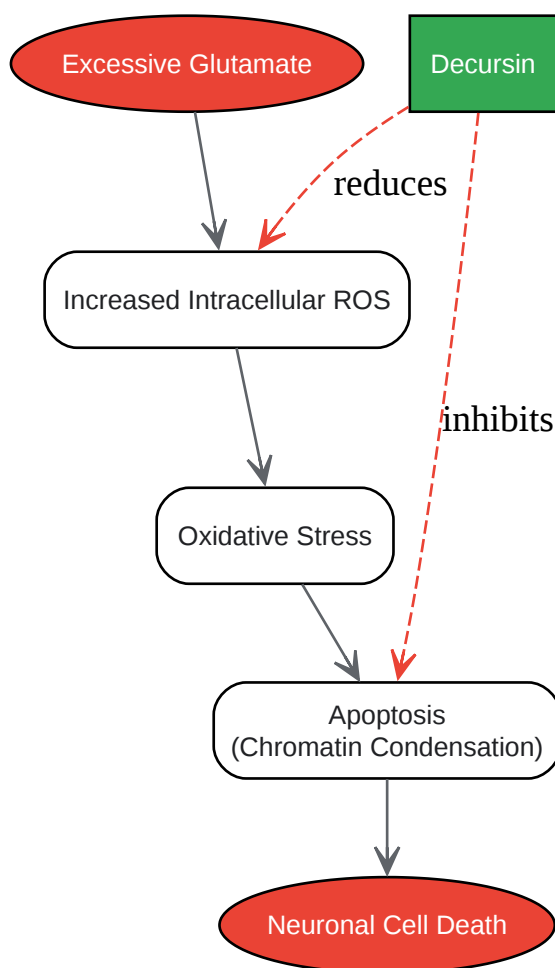 Excessive Glutamate
Decursin
reduces
Increased Intracellular ROS
inhibits
Oxidative Stress
Apoptosis
(Chromatin Condensation)
Neuronal Cell Death